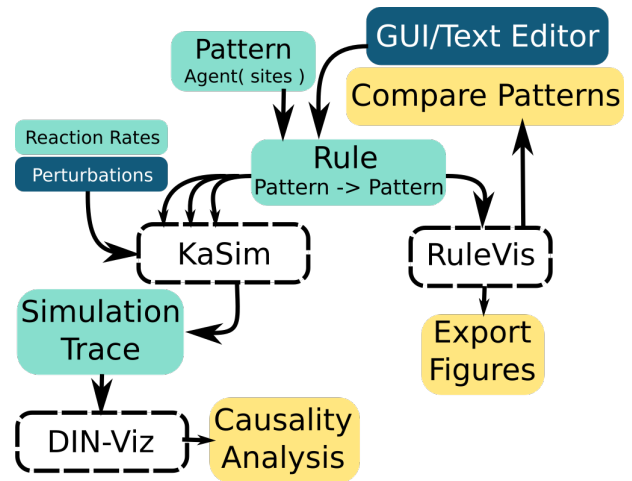 GUI/Text Editor
Pattern
Agent( sites )
Compare Patterns
Reaction Rates
Perturbations
Rule
Pattern -> Pattern
KaSim
RuleVis
Simulation
Trace
Export
Figures
DIN-Viz
Causality
Analysis